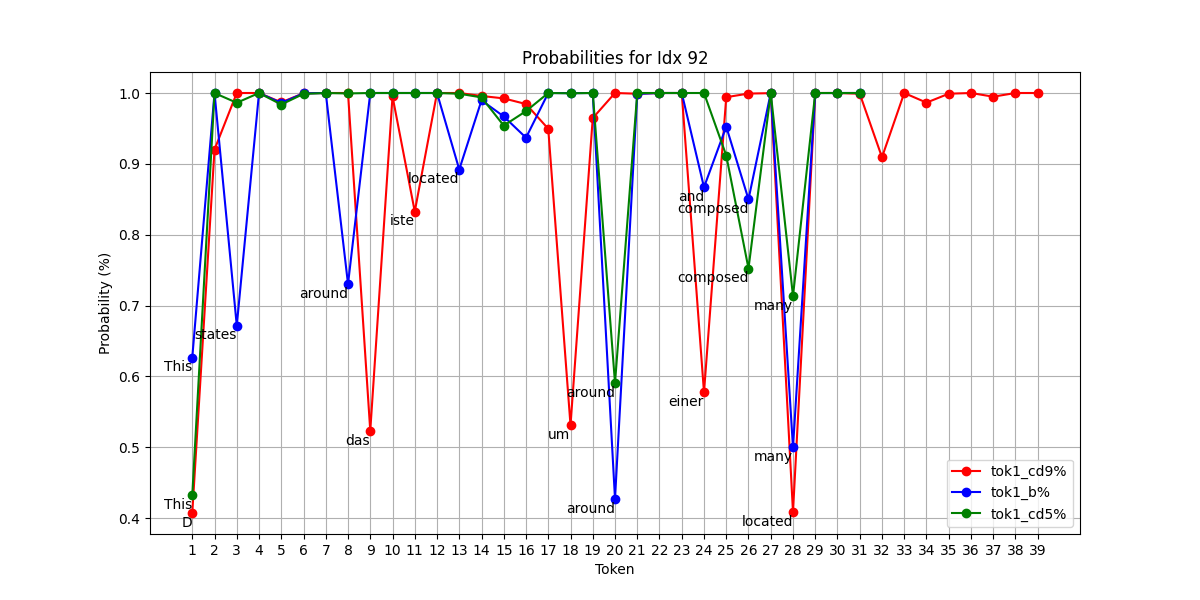 Probabilities for Idx 92
Probability (%)
1.0
0.9
0.8
0.7
0.6
0.5
0.4
located
iste
and
composed
composed
around
many
states
This
around
einer
um
das
many
This
around
D
located
tok1_cd9%
tok1_b%
tok1_cd5%
1 2 3 4 5 6 7 8 9 10 11 12 13 14 15 16 17 18 19 20 21 22 23 24 25 26 27 28 29 30 31 32 33 34 35 36 37 38 39
Token